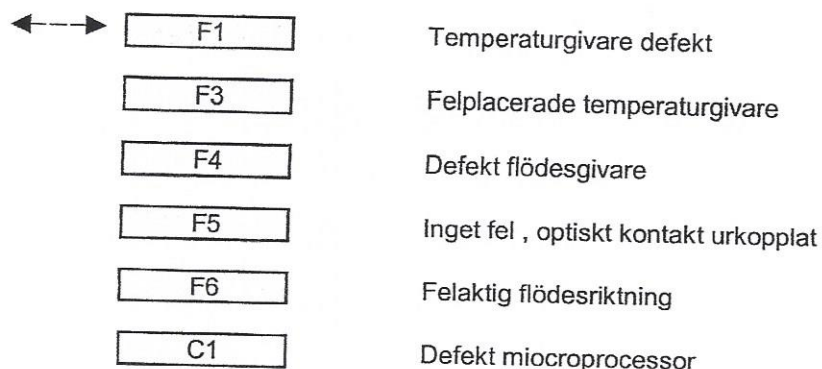 F1 Temperaturgivare defekt
F3 Felplacerade temperaturgivare
F4 Defekt flödesgivare
F5 Inget fel , optiskt kontakt urkopplat
F6 Felaktig flödesriktning
C1 Defekt miocroprocessor